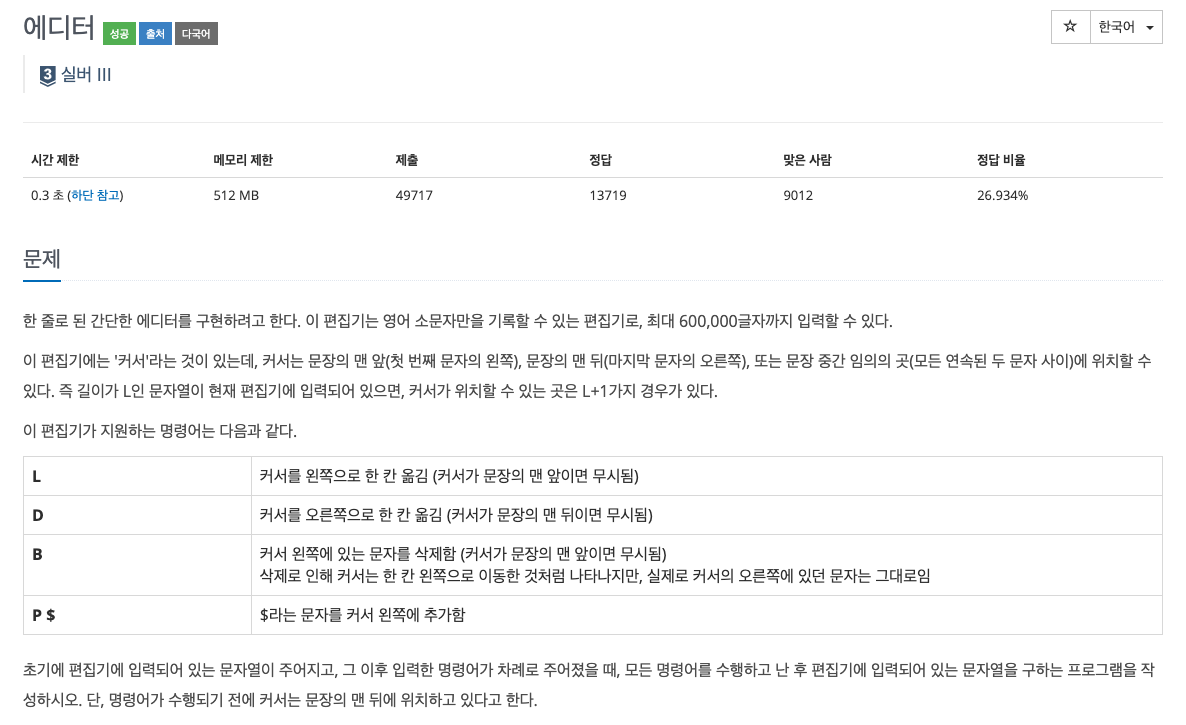 에디터 성공 출처 다국어
☆ 한국어
3 실버 III
시간 제한 메모리 제한 제출 정답 맞은 사람 정답 비율
0.3 초 (하단 참고) 512 MB 49717 13719 9012 26.934%
문제
한 줄로 된 간단한 에디터를 구현하려고 한다. 이 편집기는 영어 소문자만을 기록할 수 있는 편집기로, 최대 600,000글자까지 입력할 수 있다.
이 편집기에는 '커서'라는 것이 있는데, 커서는 문장의 맨 앞(첫 번째 문자의 왼쪽), 문장의 맨 뒤(마지막 문자의 오른쪽), 또는 문장 중간 임의의 곳(모든 연속된 두 문자 사이)에 위치할 수
있다. 즉 길이가 L인 문자열이 현재 편집기에 입력되어 있으면, 커서가 위치할 수 있는 곳은 L+1가지 경우가 있다.
이 편집기가 지원하는 명령어는 다음과 같다.
L 커서를 왼쪽으로 한 칸 옮김 (커서가 문장의 맨 앞이면 무시됨)
D 커서를 오른쪽으로 한 칸 옮김 (커서가 문장의 맨 뒤이면 무시됨)
B 커서 왼쪽에 있는 문자를 삭제함 (커서가 문장의 맨 앞이면 무시됨)
삭제로 인해 커서는 한 칸 왼쪽으로 이동한 것처럼 나타나지만, 실제로 커서의 오른쪽에 있던 문자는 그대로임
P $ $라는 문자를 커서 왼쪽에 추가함
초기에 편집기에 입력되어 있는 문자열이 주어지고, 그 이후 입력한 명령어가 차례로 주어졌을 때, 모든 명령어를 수행하고 난 후 편집기에 입력되어 있는 문자열을 구하는 프로그램을 작
성하시오. 단, 명령어가 수행되기 전에 커서는 문장의 맨 뒤에 위치하고 있다고 한다.